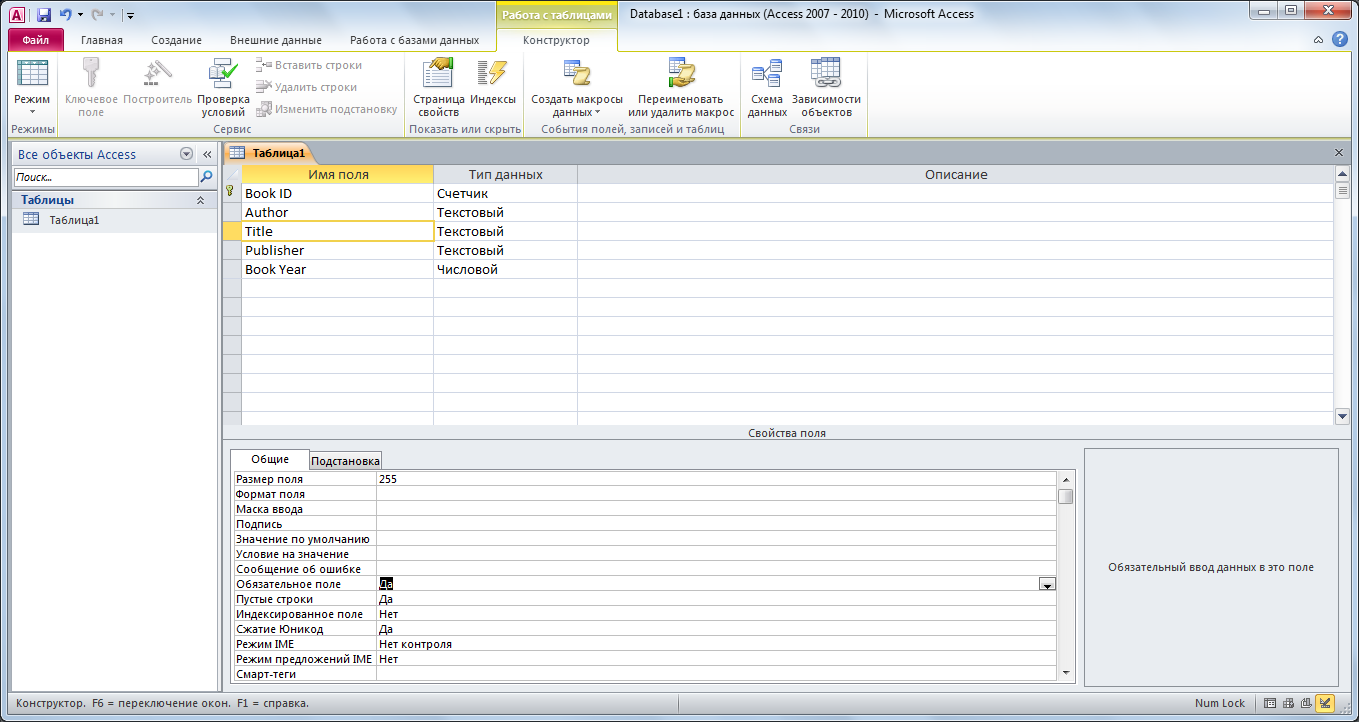 Работа с таблицами
Database1 : база данных (Access 2007 - 2010) - Microsoft Access
Файл
Главная
Создание
Внешние данные
Работа с базами данных
Конструктор
Режим
Ключевое
поле
Построитель
Проверка
условий
Вставить строки
Удалить строки
Изменить подстановку
Страница
свойств
Индексы
Создать макросы
данных
Переименовать
или удалить макрос
Схема
данных
Зависимости
объектов
Режимы
Сервис
Показать или скрыть
События полей, записей и таблиц
Связи
Все объекты Access
Поиск...
Таблицы
Таблица1
Таблица1
Имя поля
Тип данных
Описание
Book ID
Счетчик
Author
Текстовый
Title
Текстовый
Publisher
Текстовый
Book Year
Числовой
Свойства поля
Общие
Подстановка
Размер поля
255
Формат поля
Маска ввода
Подпись
Значение по умолчанию
Условие на значение
Сообщение об ошибке
Обязательное поле
Да
Пустые строки
Да
Индексированное поле
Нет
Сжатие Юникод
Да
Режим IME
Нет контроля
Режим предложений IME
Нет
Смарт-теги
Обязательный ввод данных в это поле
Конструктор. F6 = переключение окон. F1 = справка.
Num Lock